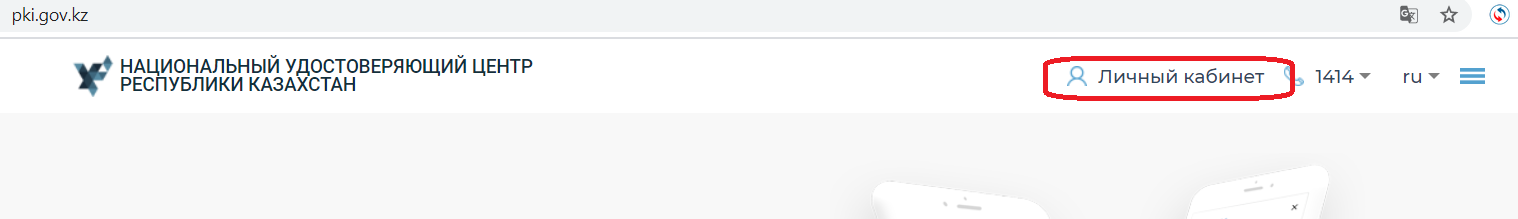 pki.gov.kz
НАЦИОНАЛЬНЫЙ УДОСТОВЕРЯЮЩИЙ ЦЕНТР
РЕСПУБЛИКИ КАЗАХСТАН
Личный кабинет 1414 ru